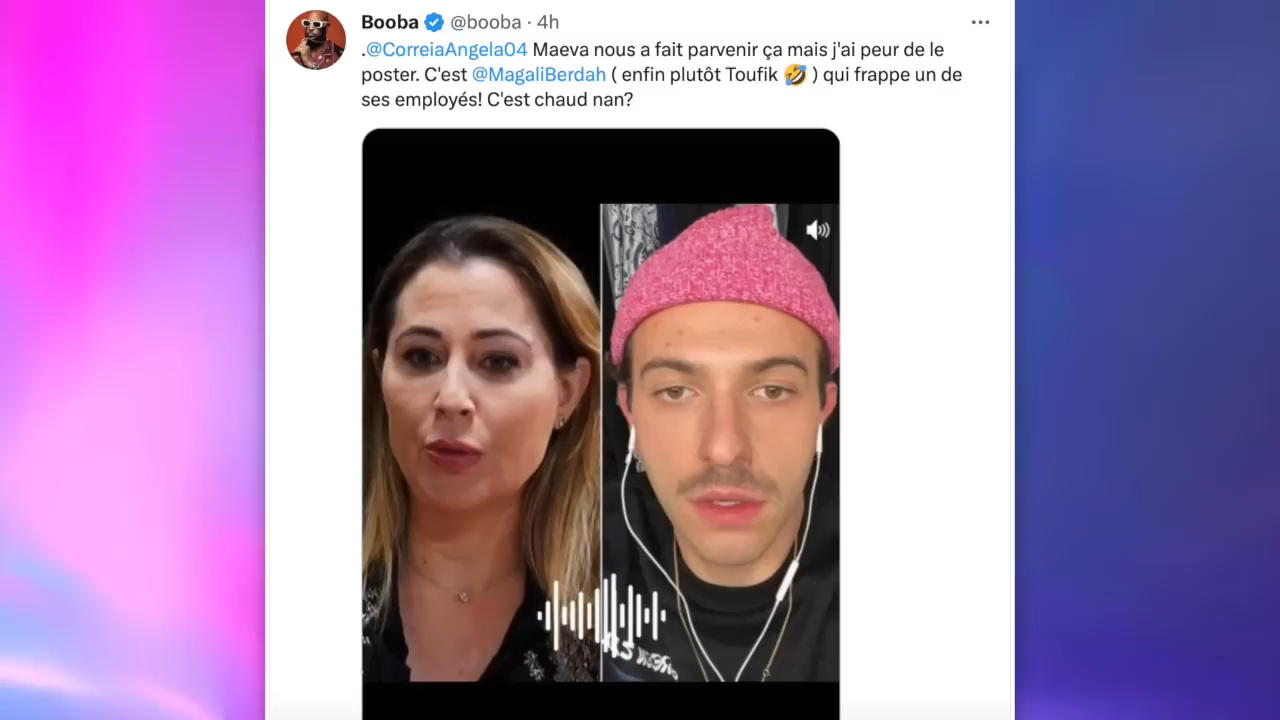 Booba @booba · 4h
.@CorreiaAngela04 Maeva nous a fait parvenir ça mais j'ai peur de le
poster. C'est @MagaliBerdah ( enfin plutôt Toufik 🤣 ) qui frappe un de
ses employés! C'est chaud nan?